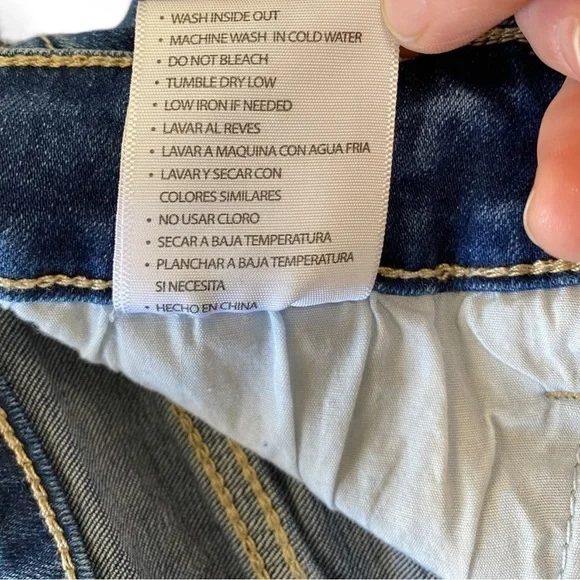 • WASH INSIDE OUT
• MACHINE WASH IN COLD WATER
• DO NOT BLEACH
• TUMBLE DRY LOW
• LOW IRON IF NEEDED
• LAVAR AL REVES
• LAVAR A MAQUINA CON AGUA FRIA
• LAVAR Y SECAR CON
COLORES SIMILARES
• NO USAR CLORO
• SECAR A BAJA TEMPERATURA
• PLANCHAR A BAJA TEMPERATURA
SI NECESITA
• HECHO EN CHINA